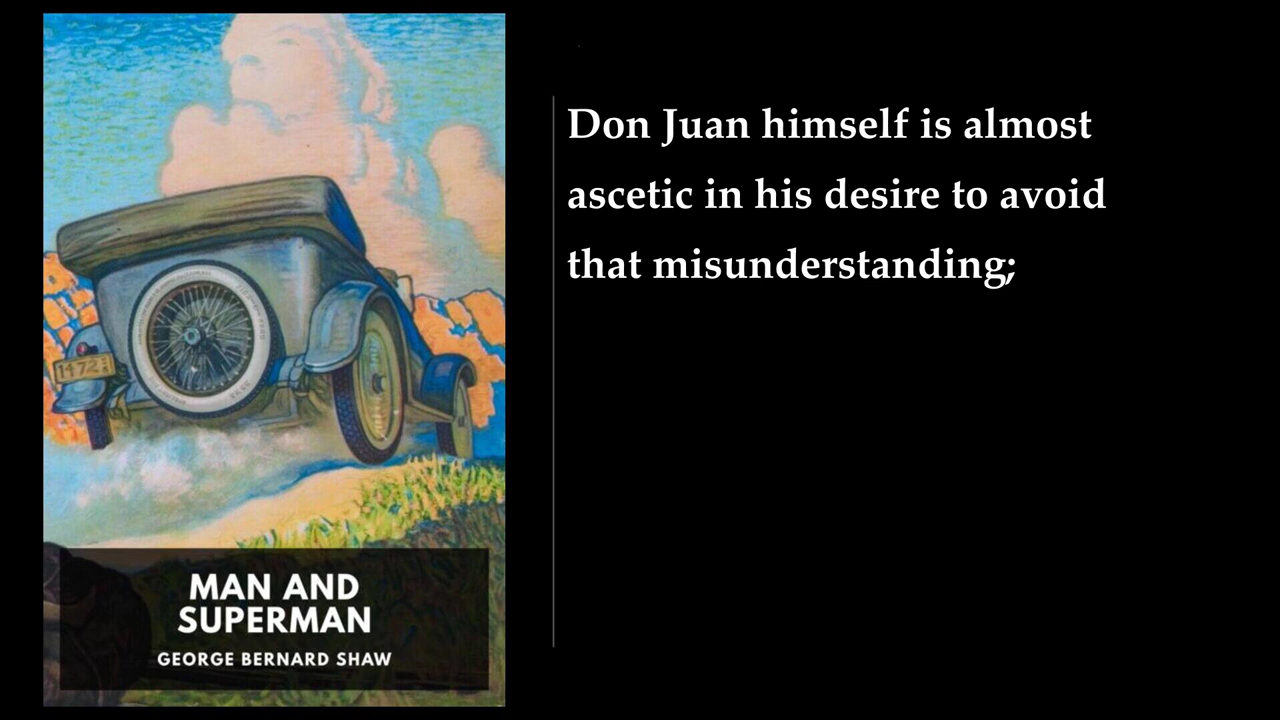 Don Juan himself is almost
ascetic in his desire to avoid
that misunderstanding;
1472
MAN AND
SUPERMAN
GEORGE BERNARD SHAW